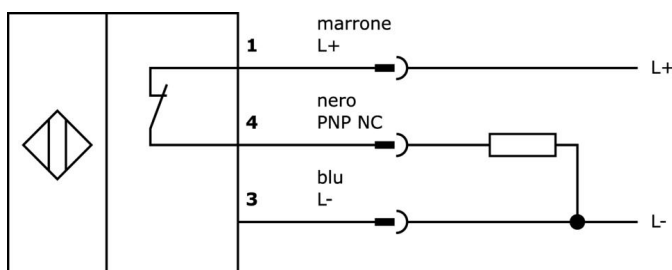 marrone
1 L+
L+
nero
4 PNP NC
blu
3 L-
L-